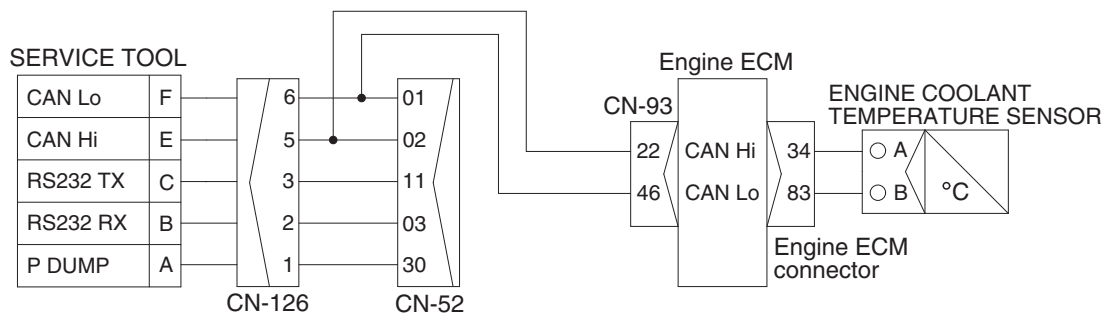 SERVICE TOOL
CAN Lo F 6 01
CAN Hi E 5 02
RS232 TX C 3 11
RS232 RX B 2 03
P DUMP A 1 30
CN-126 CN-52
Engine ECM
CN-93
22 CAN Hi 34
46 CAN Lo 83
Engine ECM
connector
ENGINE COOLANT
TEMPERATURE SENSOR
A
B °C